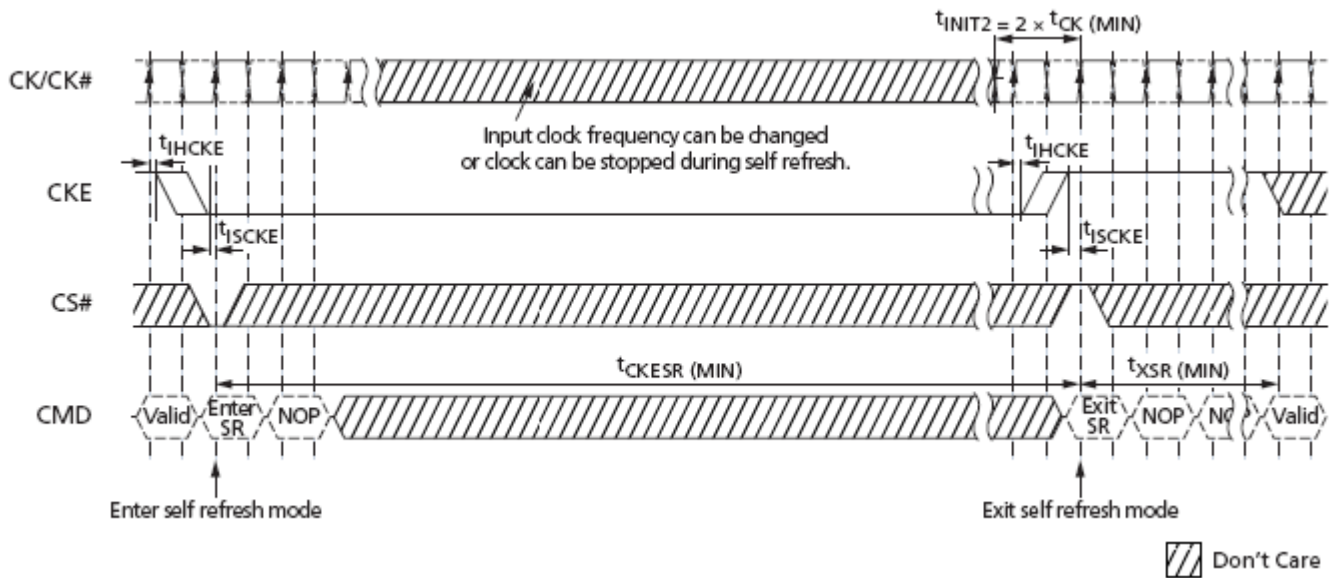 tINIT2 = 2 × tCK (MIN)
CK/CK#
Input clock frequency can be changed
or clock can be stopped during self refresh.
tIHCKE
tIHCKE
CKE
tISCKE
tISCKE
CS#
tCKESR (MIN)
tXSR (MIN)
CMD
Valid
Enter SR
NOP
Exit SR
NOP
NOP
Valid
Enter self refresh mode
Exit self refresh mode
Don't Care